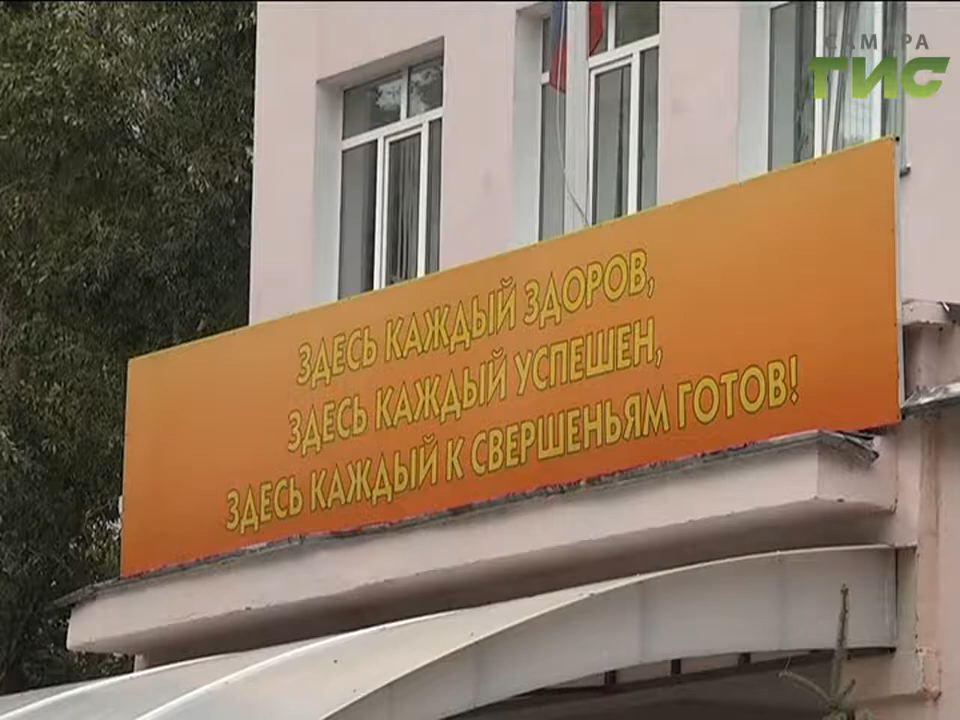 САМАРА
ГИС
ЗДЕСЬ КАЖДЫЙ ЗДОРОВ,
ЗДЕСЬ КАЖДЫЙ УСПЕШЕН,
ЗДЕСЬ КАЖДЫЙ К СВЕРШЕНЬЯМ ГОТОВ!